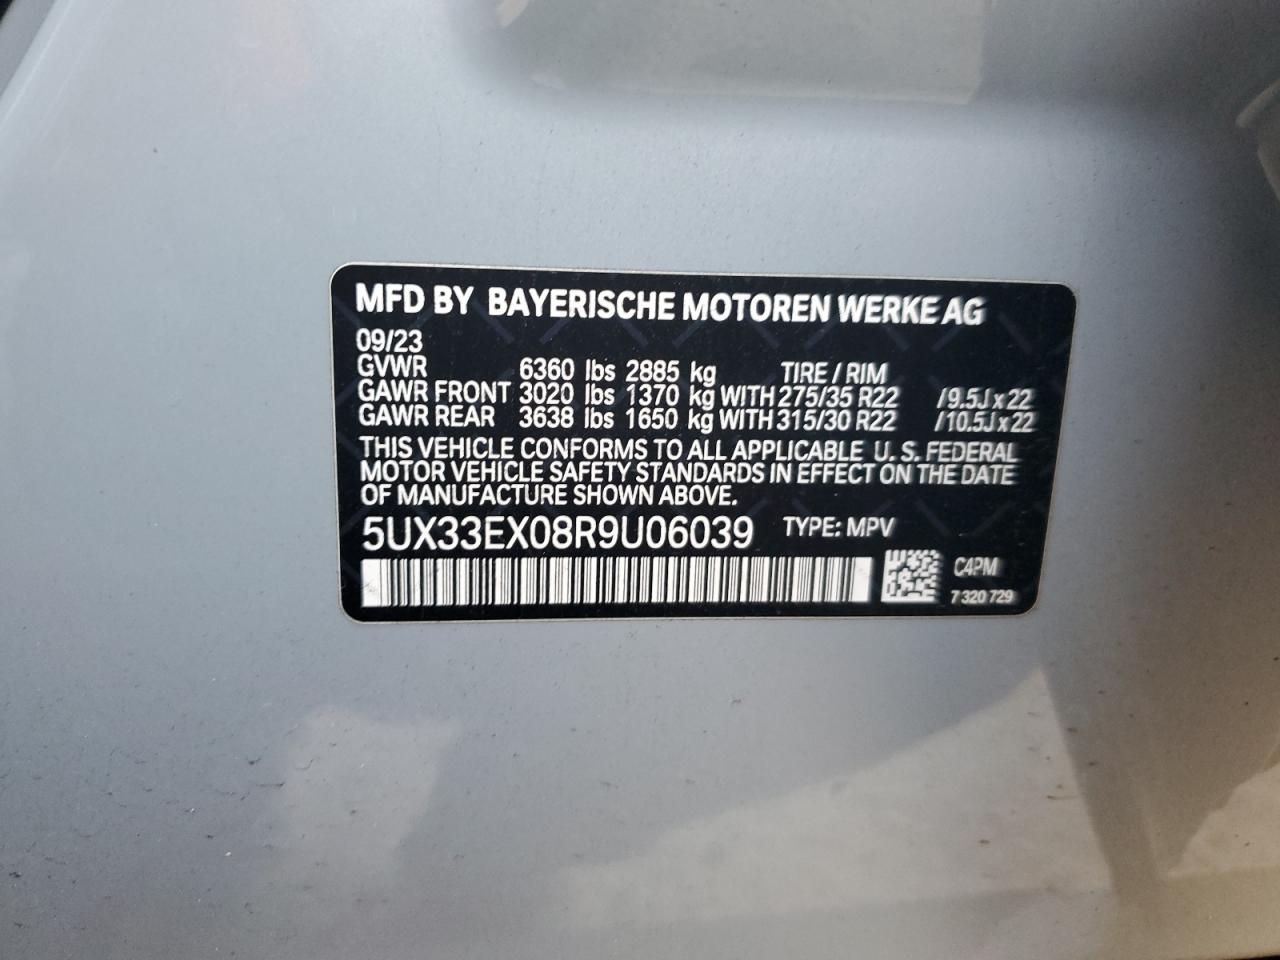 MFD BY BAYERISCHE MOTOREN WERKE AG
09/23
GVWR 6360 lbs 2885 kg TIRE / RIM
GAWR FRONT 3020 lbs 1370 kg WITH 275/35 R22 /9.5J x 22
GAWR REAR 3638 lbs 1650 kg WITH 315/30 R22 /10.5J x 22
THIS VEHICLE CONFORMS TO ALL APPLICABLE U. S. FEDERAL
MOTOR VEHICLE SAFETY STANDARDS IN EFFECT ON THE DATE
OF MANUFACTURE SHOWN ABOVE.
5UX33EX08R9U06039 TYPE: MPV
C4PM
7 320 729